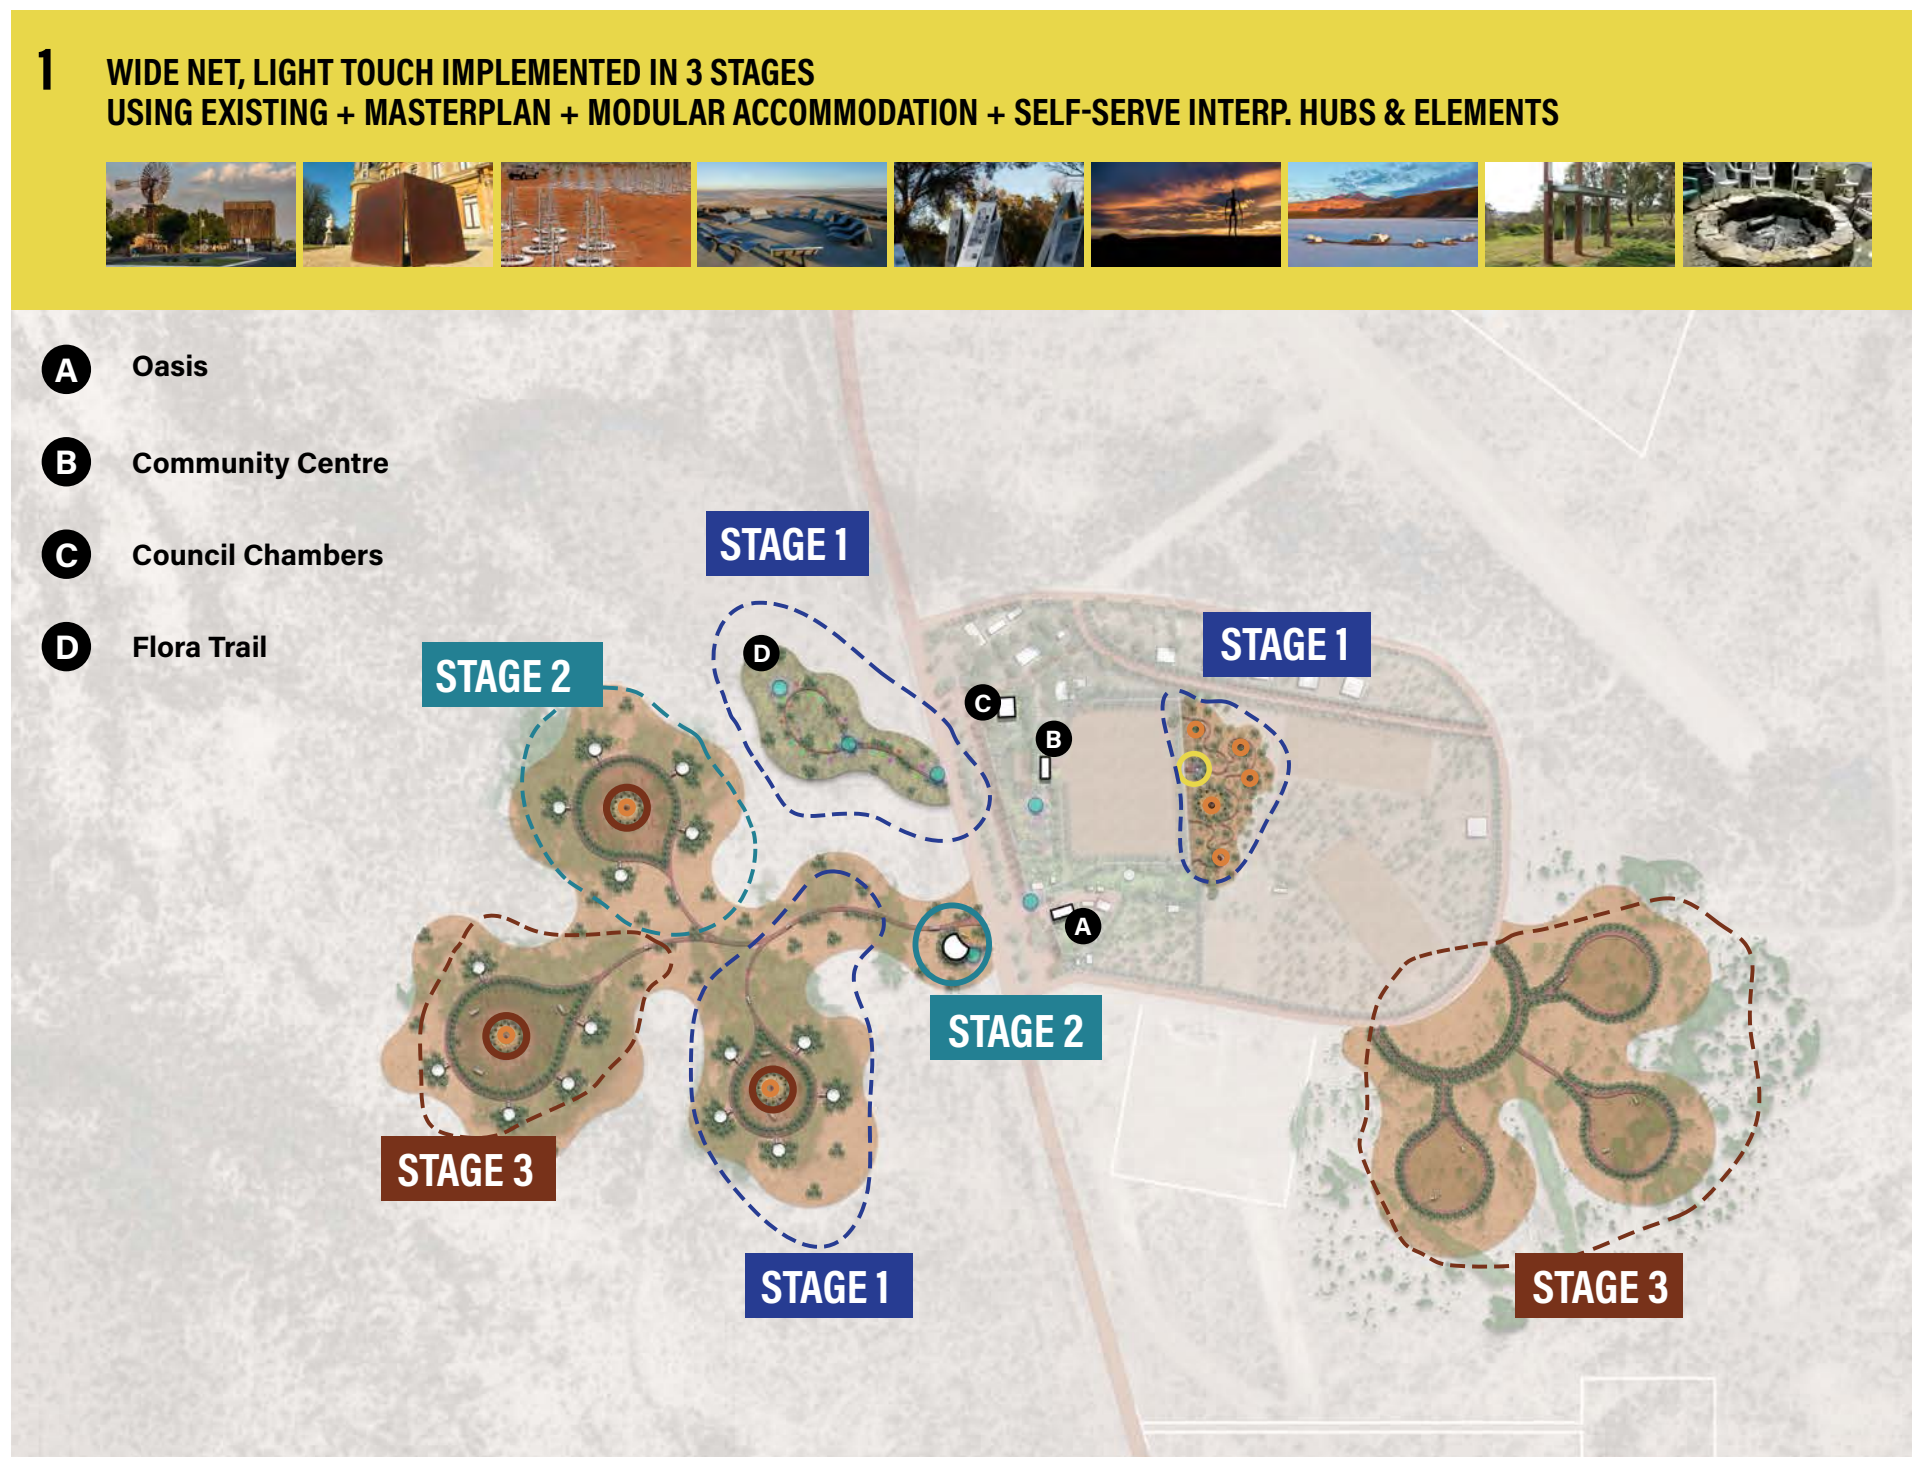 1
WIDE NET, LIGHT TOUCH IMPLEMENTED IN 3 STAGES
USING EXISTING + MASTERPLAN + MODULAR ACCOMMODATION + SELF-SERVE INTERP. HUBS & ELEMENTS
A Oasis
B Community Centre
C Council Chambers
D Flora Trail
STAGE 1
STAGE 1
STAGE 2
D
C
B
A
STAGE 2
STAGE 3
STAGE 1
STAGE 3